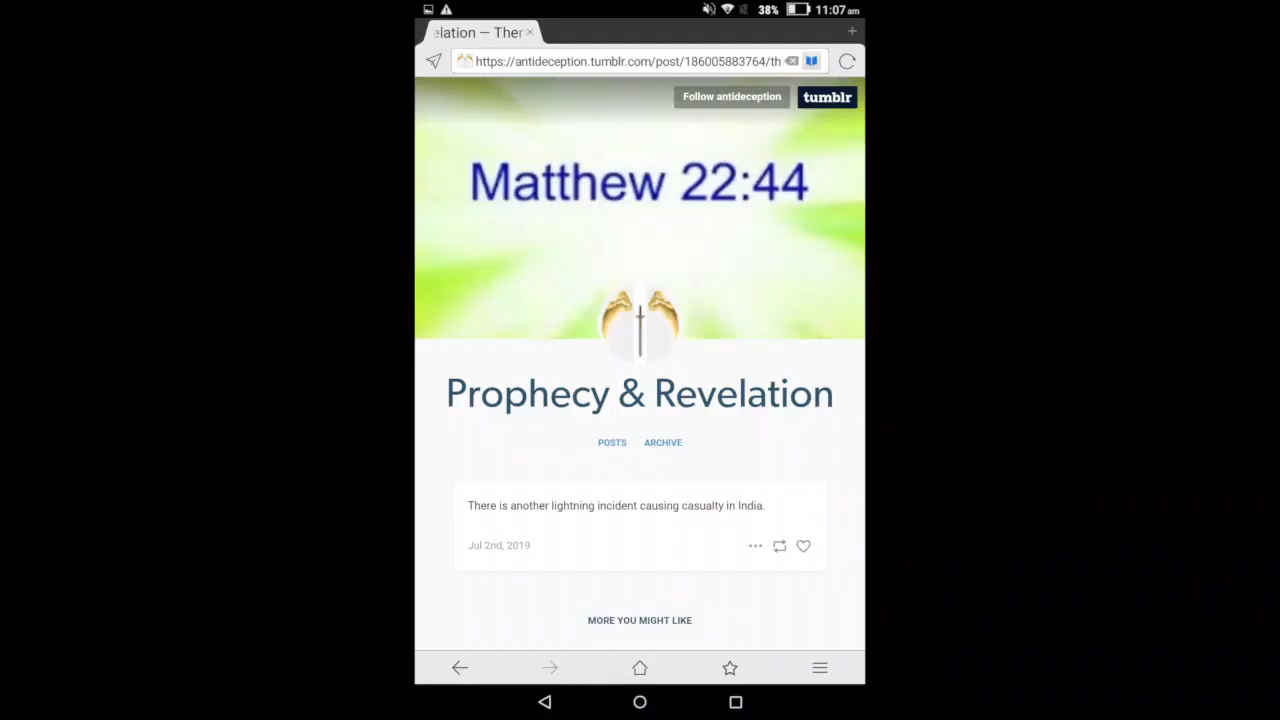 38% 11:07 am
elation — Ther
https://antideception.tumblr.com/post/186005883764/th
Follow antideception tumblr
Matthew 22:44
Prophecy & Revelation
POSTS ARCHIVE
There is another lightning incident causing casualty in India.
Jul 2nd, 2019
MORE YOU MIGHT LIKE